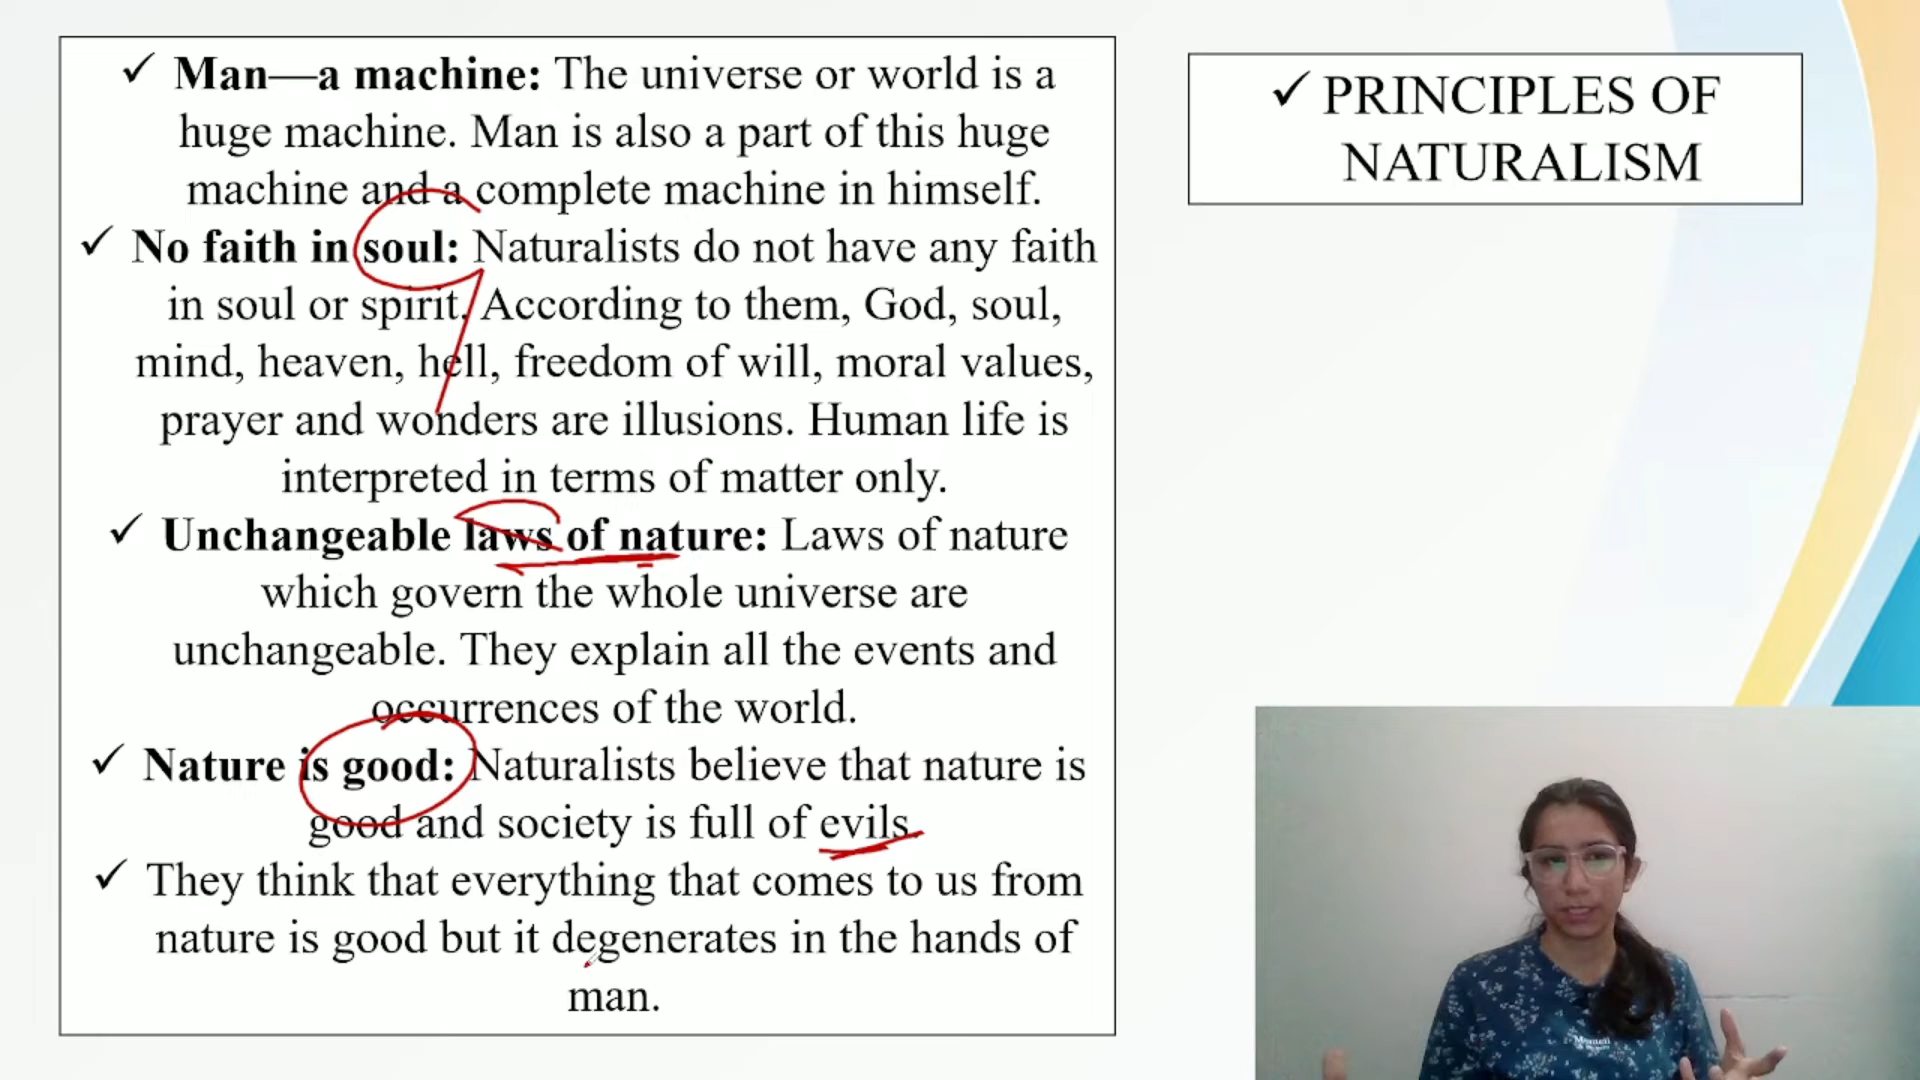 ✓ Man—a machine: The universe or world is a
huge machine. Man is also a part of this huge
machine and a complete machine in himself.
✓ No faith in soul: Naturalists do not have any faith
in soul or spirit. According to them, God, soul,
mind, heaven, hell, freedom of will, moral values,
prayer and wonders are illusions. Human life is
interpreted in terms of matter only.
✓ Unchangeable laws of nature: Laws of nature
which govern the whole universe are
unchangeable. They explain all the events and
occurrences of the world.
✓ Nature is good: Naturalists believe that nature is
good and society is full of evils.
✓ They think that everything that comes to us from
nature is good but it degenerates in the hands of
man.
✓ PRINCIPLES OF
NATURALISM